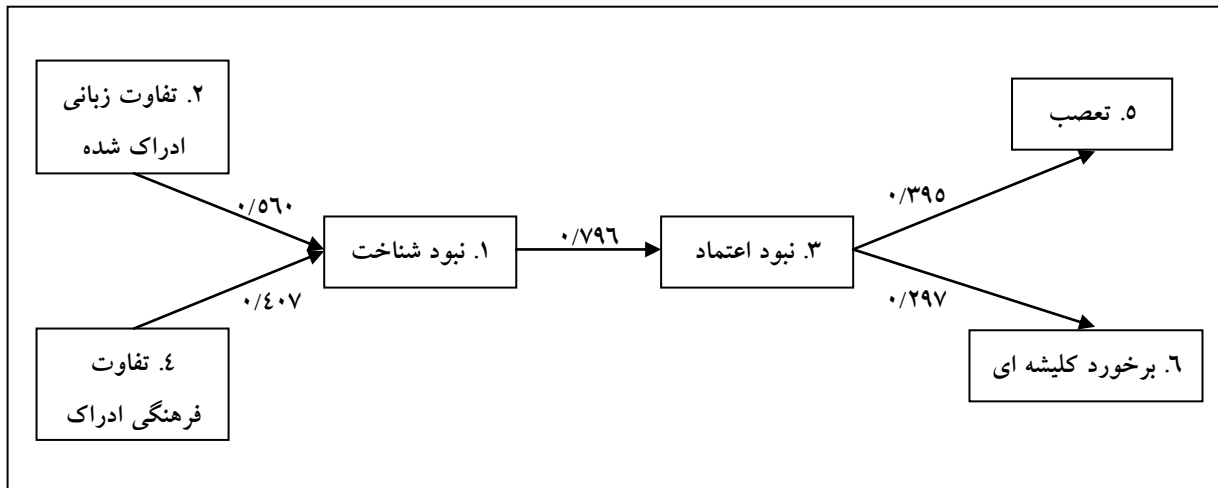 ۲. تفاوت زبانی
ادراک شده
۵. تعصب
۰/۵۶۰
۰/۳۹۵
۱. نبود شناخت
۰/۷۹۶
۳. نبود اعتماد
۰/۴۰۷
۰/۲۹۷
۴. تفاوت
فرهنگی ادراک
۶. برخورد کلیشه ای